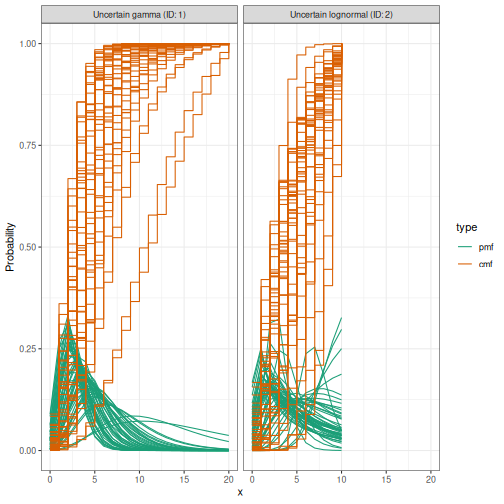 Uncertain gamma (ID: 1) Uncertain lognormal (ID: 2)
1.00
0.75
0.50
0.25
0.00
Probability
0 5 10 15 20 0 5 10 15 20
x
type
pmf
cmf